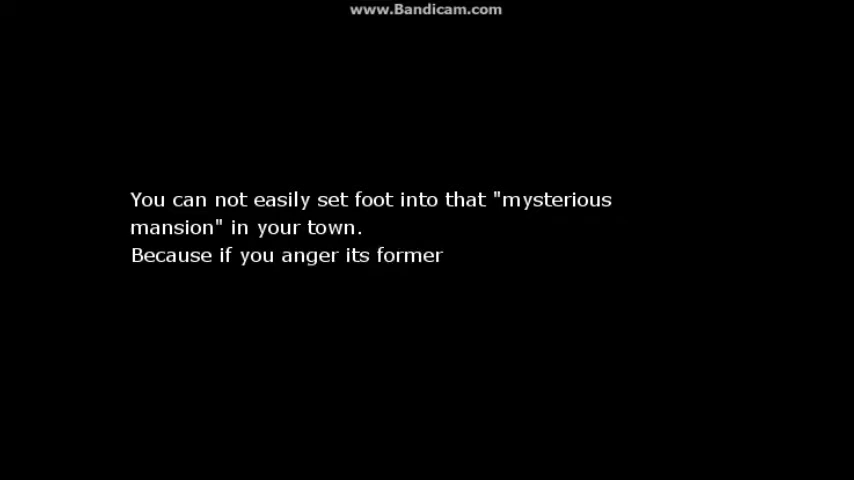 www.Bandicam.com
You can not easily set foot into that "mysterious
mansion" in your town.
Because if you anger its former